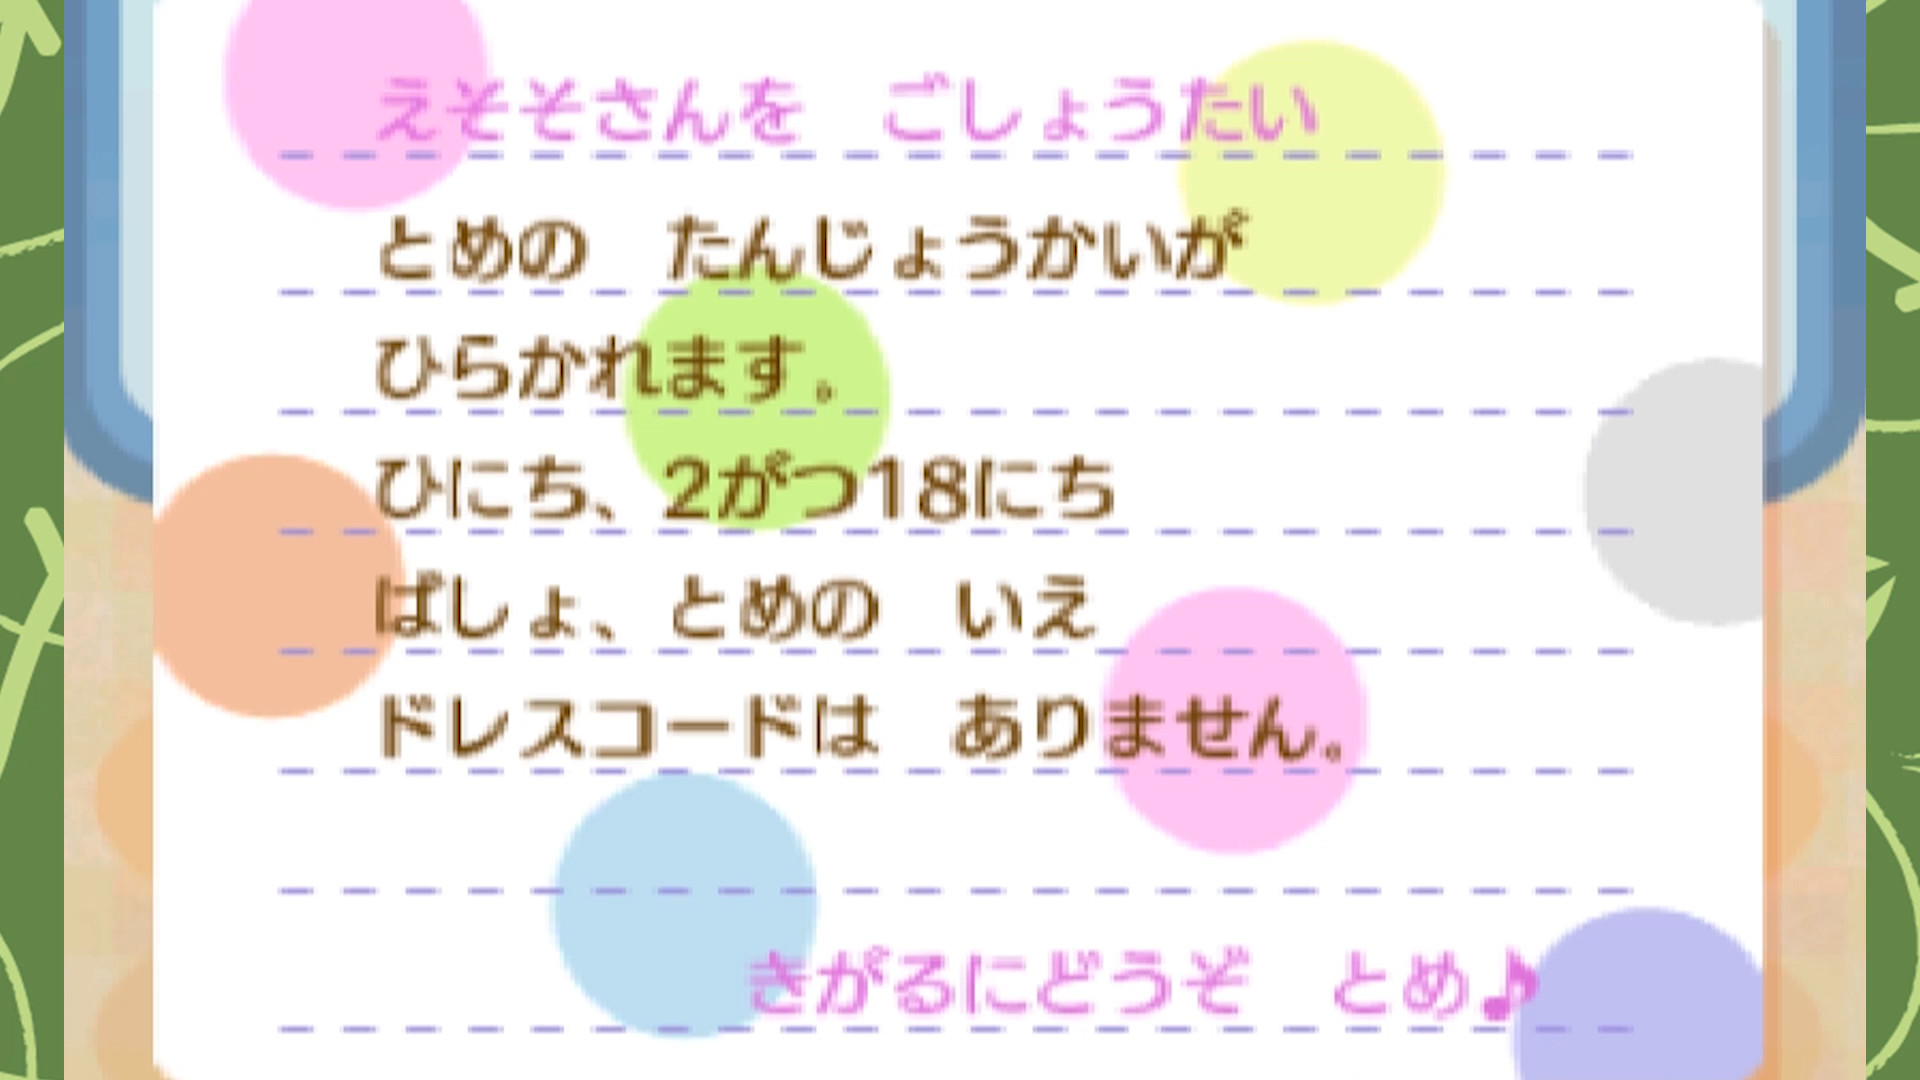 えそそさんを　ごしょうたい
とめの　たんじょうかいが
ひらかれます。
ひにち、2がつ18にち
ばしょ、とめの　いえ
ドレスコードは　ありません。
さがるにどうぞ　とめ♪